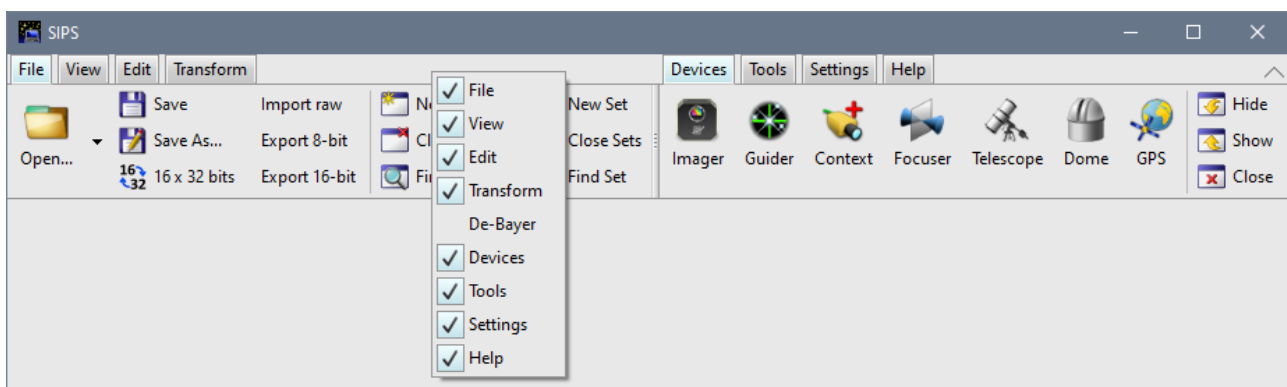 SIPS
File View Edit Transform
Devices Tools Settings Help
Open...
Save
Save As...
16 32 16 x 32 bits
Import raw
Export 8-bit
Export 16-bit
New Set
Close Sets
Find Set
File
View
Edit
Transform
De-Bayer
Devices
Tools
Settings
Help
Imager Guider Context Focuser Telescope Dome GPS
Hide
Show
Close